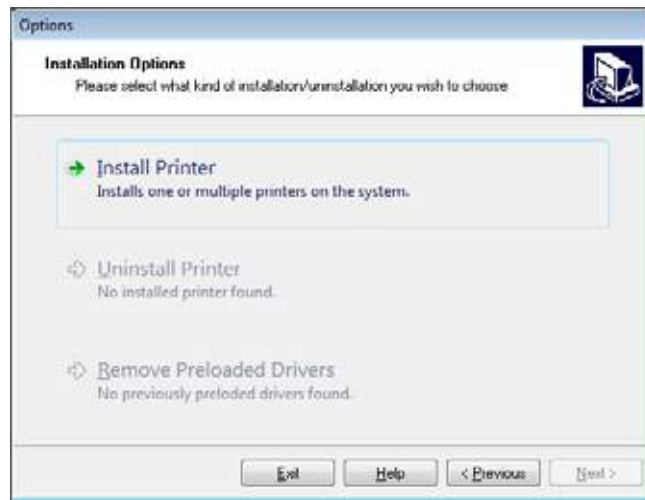 Options
Installation Options
Please select what kind of installation/uninstallation you wish to choose
Install Printer
Installs one or multiple printers on the system.
Uninstall Printer
No installed printer found.
Remove Preloaded Drivers
No previously preloded drivers found.
Exit Help < Previous Next >